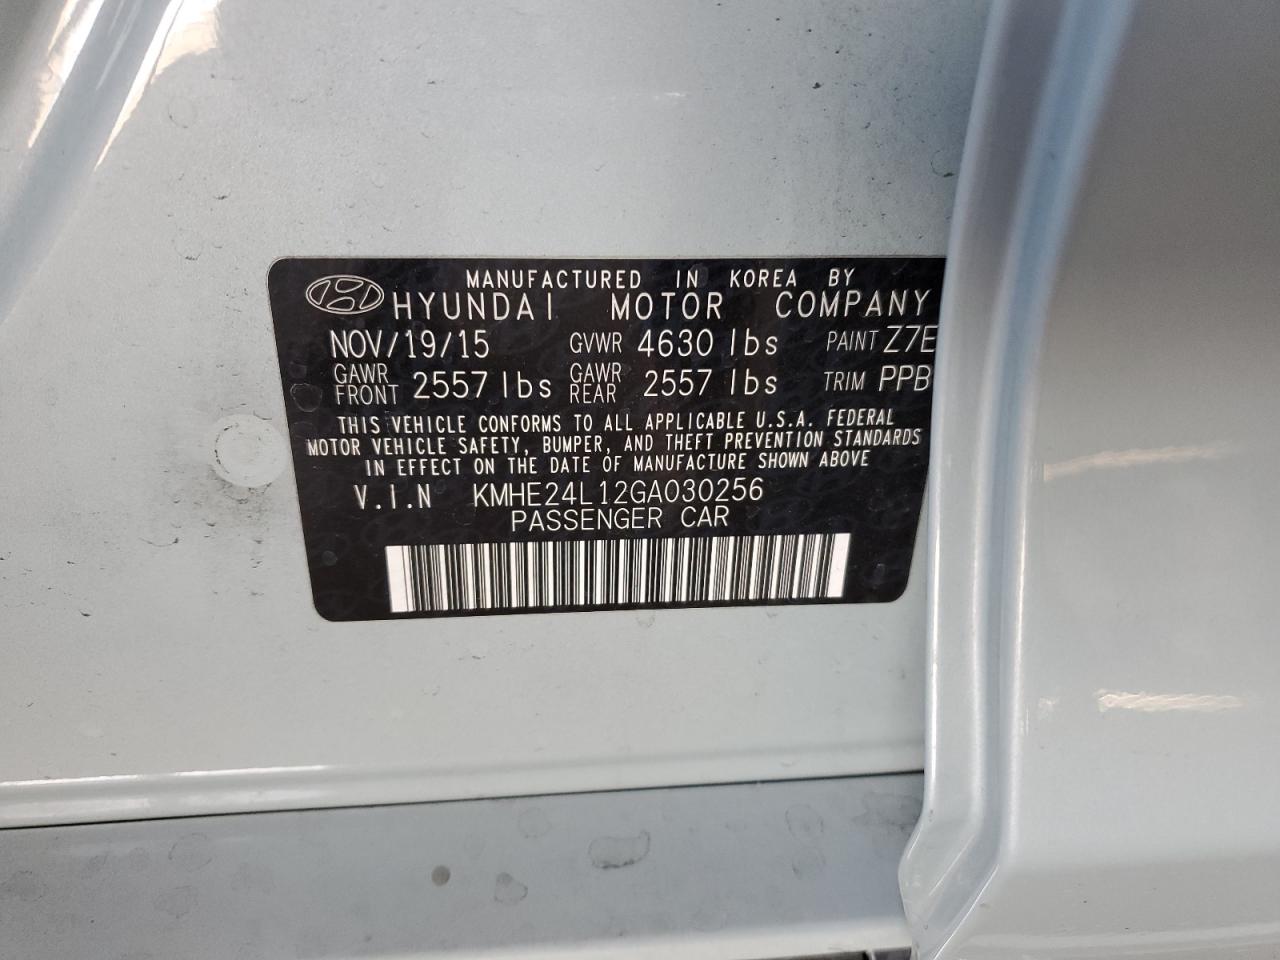 MANUFACTURED IN KOREA BY
HYUNDAI MOTOR COMPANY
NOV/19/15 GVWR 4630 lbs PAINT Z7E
GAWR FRONT 2557 lbs GAWR REAR 2557 lbs TRIM PPB
THIS VEHICLE CONFORMS TO ALL APPLICABLE U.S.A. FEDERAL
MOTOR VEHICLE SAFETY, BUMPER, AND THEFT PREVENTION STANDARDS
IN EFFECT ON THE DATE OF MANUFACTURE SHOWN ABOVE
V.I.N KMHE24L12GA030256
PASSENGER CAR